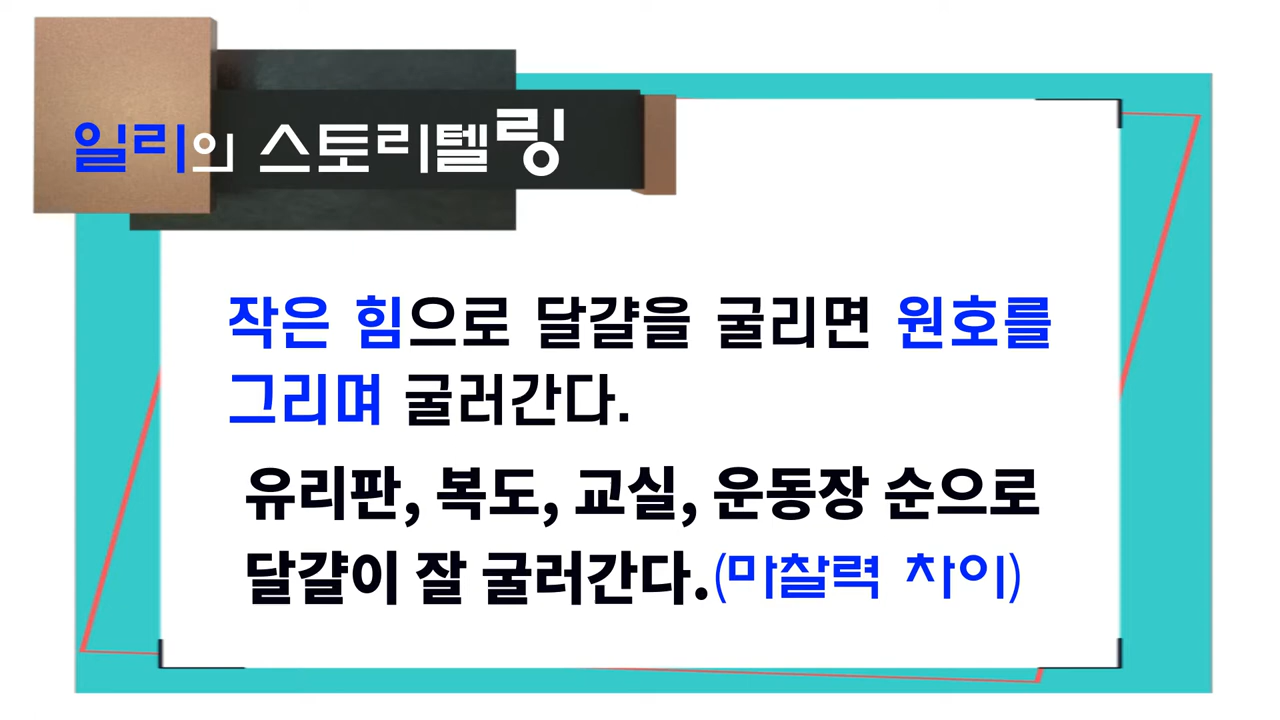 일리의 스토리텔링
작은 힘으로 달걀을 굴리면 원호를
그리며 굴러간다.
유리판, 복도, 교실, 운동장 순으로
달걀이 잘 굴러간다.(마찰력 차이)